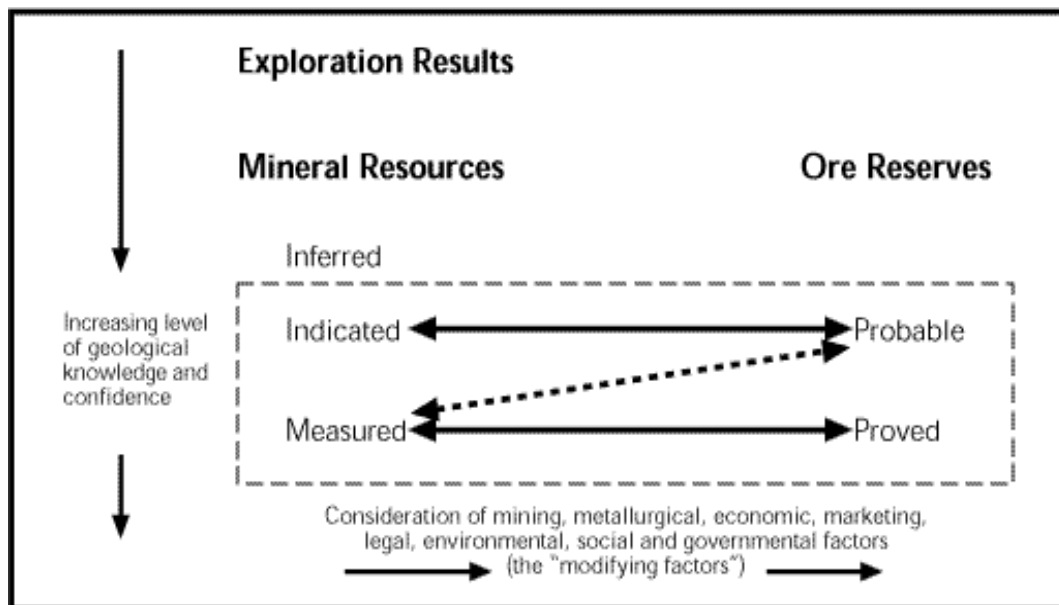 Exploration Results
Mineral Resources
Ore Reserves
Inferred
Increasing level
of geological
knowledge and
confidence
Indicated
Probable
Measured
Proved
Consideration of mining, metallurgical, economic, marketing,
legal, environmental, social and governmental factors
(the "modifying factors")